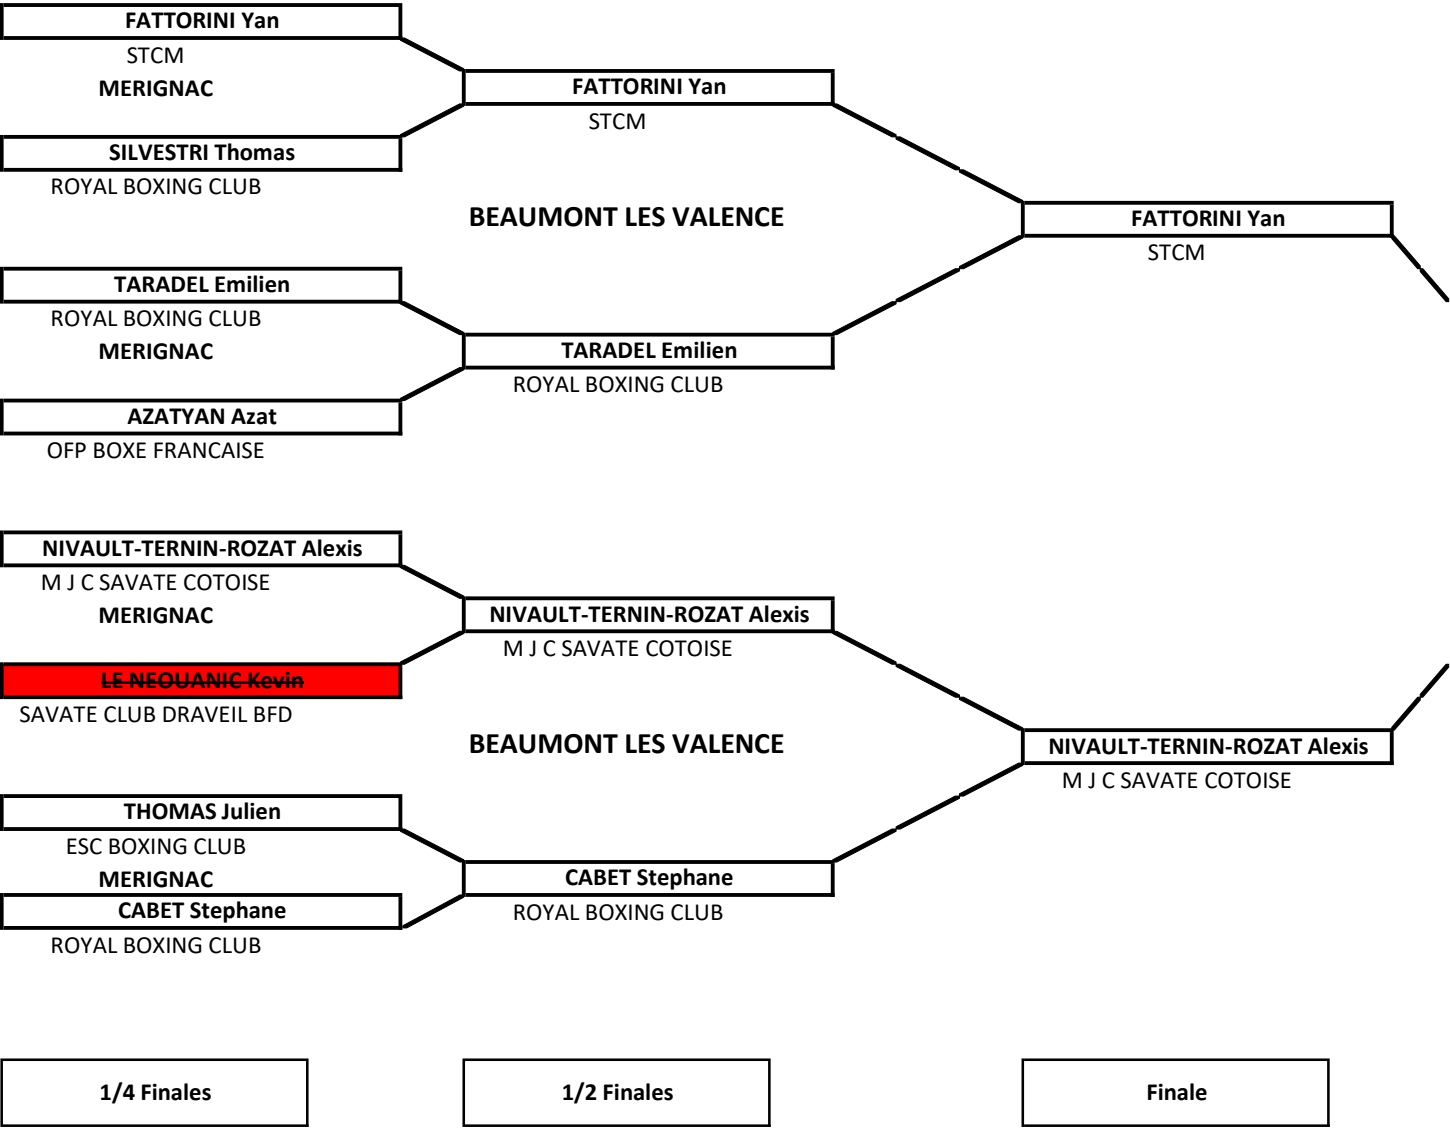 FATTORINI Yan
STCM
MERIGNAC
SILVESTRI Thomas
ROYAL BOXING CLUB
TARADEL Emilien
ROYAL BOXING CLUB
MERIGNAC
AZATYAN Azat
OFP BOXE FRANCAISE
NIVAULT-TERNIN-ROZAT Alexis
M J C SAVATE COTOISE
MERIGNAC
LE NEOUANIC Kevin
SAVATE CLUB DRAVEIL BFD
THOMAS Julien
ESC BOXING CLUB
MERIGNAC
CABET Stephane
ROYAL BOXING CLUB
1/4 Finales
FATTORINI Yan
STCM
BEAUMONT LES VALENCE
TARADEL Emilien
ROYAL BOXING CLUB
NIVAULT-TERNIN-ROZAT Alexis
M J C SAVATE COTOISE
BEAUMONT LES VALENCE
CABET Stephane
ROYAL BOXING CLUB
1/2 Finales
FATTORINI Yan
STCM
NIVAULT-TERNIN-ROZAT Alexis
M J C SAVATE COTOISE
Finale